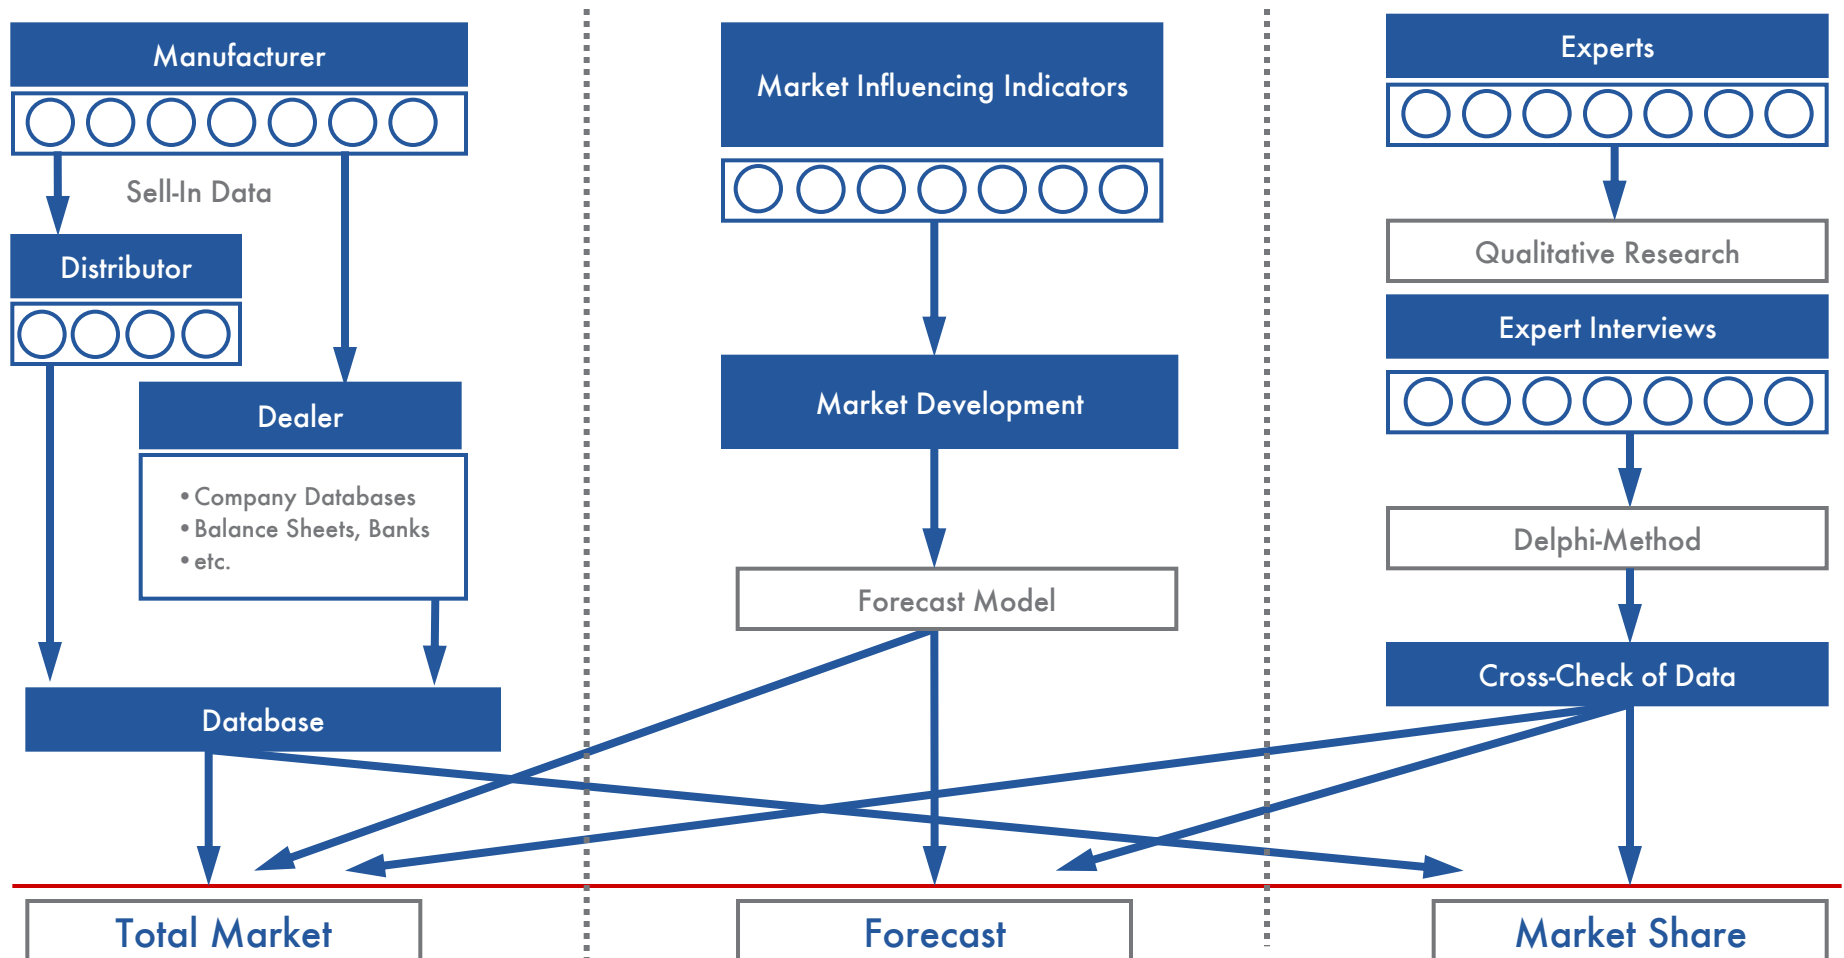 Manufacturer
Sell-In Data
Distributor
Dealer
•Company Databases
•Balance Sheets, Banks
•etc.
Database
Total Market
Market Influencing Indicators
Market Development
Forecast Model
Forecast
Experts
Qualitative Research
Expert Interviews
Delphi-Method
Cross-Check of Data
Market Share